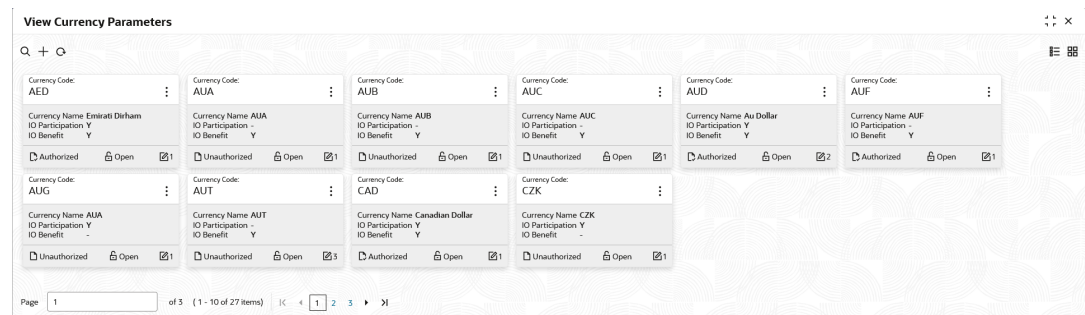 View Currency Parameters
Currency Code:
AED
Currency Name Emirati Dirham
IO Participation Y
IO Benefit Y
Authorized Open 1
Currency Code:
AUA
Currency Name AUA
IO Participation -
IO Benefit Y
Unauthorized Open 1
Currency Code:
AUB
Currency Name AUB
IO Participation -
IO Benefit Y
Unauthorized Open 1
Currency Code:
AUC
Currency Name AUC
IO Participation -
IO Benefit Y
Unauthorized Open 1
Currency Code:
AUD
Currency Name Au Dollar
IO Participation Y
IO Benefit Y
Authorized Open 2
Currency Code:
AUF
Currency Name AUF
IO Participation Y
IO Benefit Y
Authorized Open 1
Currency Code:
AUG
Currency Name AUA
IO Participation Y
IO Benefit -
Unauthorized Open 1
Currency Code:
AUT
Currency Name AUT
IO Participation -
IO Benefit Y
Unauthorized Open 3
Currency Code:
CAD
Currency Name Canadian Dollar
IO Participation Y
IO Benefit Y
Authorized Open 1
Currency Code:
CZK
Currency Name CZK
IO Participation Y
IO Benefit -
Unauthorized Open 1
Page 1 of 3 ( 1 - 10 of 27 items) 1 2 3